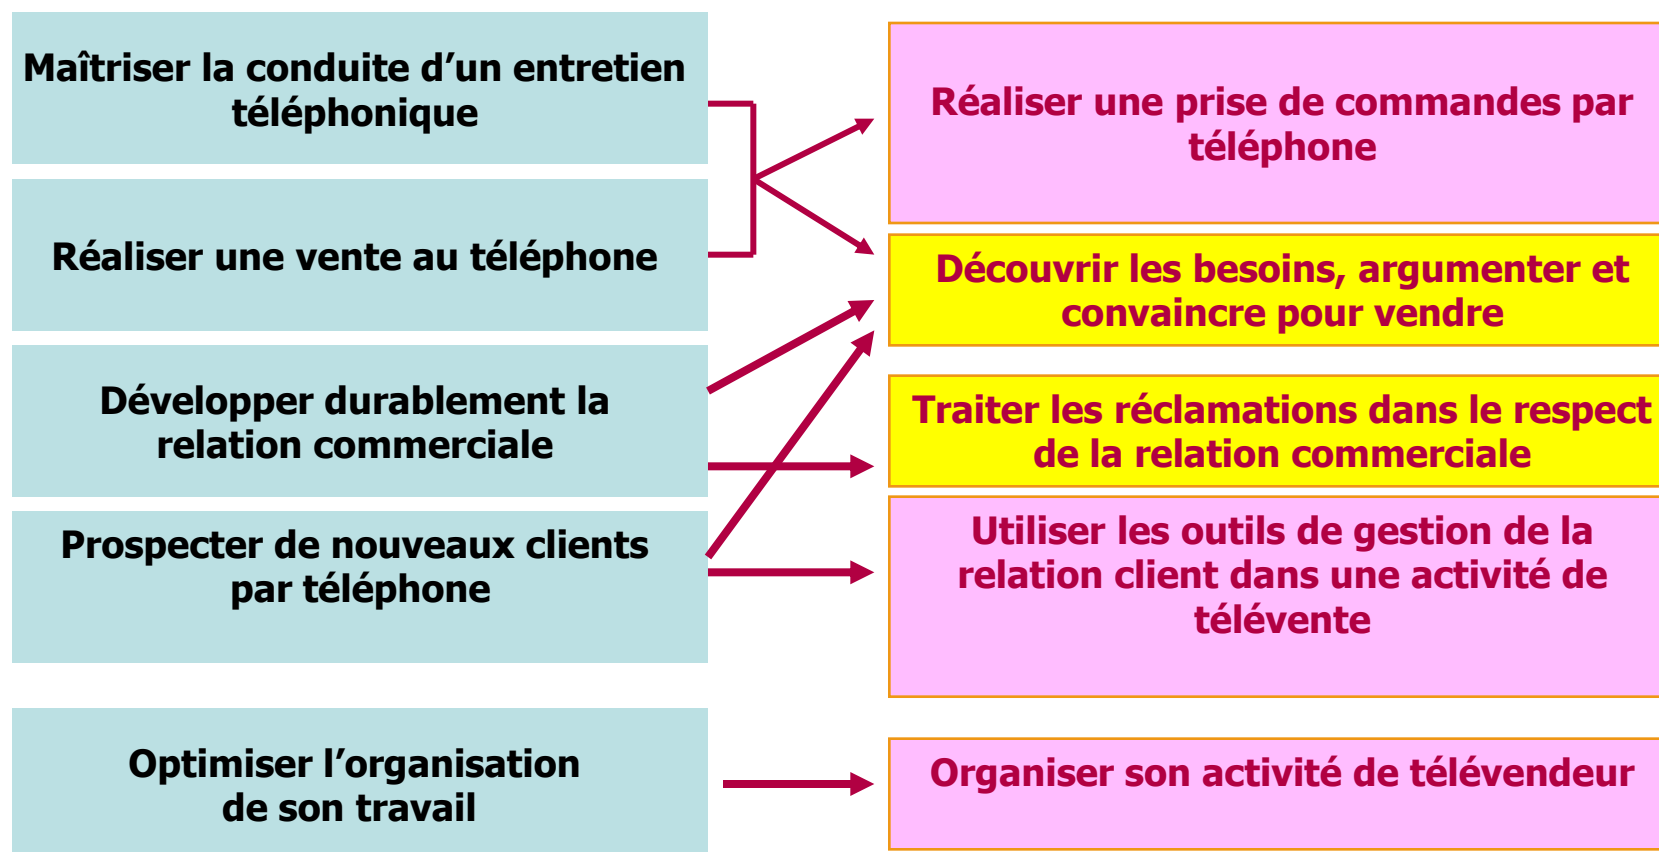 Maîtriser la conduite d’un entretien
téléphonique
Réaliser une vente au téléphone
Développer durablement la
relation commerciale
Prospecter de nouveaux clients
par téléphone
Optimiser l’organisation
de son travail
Réaliser une prise de commandes par
téléphone
Découvrir les besoins, argumenter et
convaincre pour vendre
Traiter les réclamations dans le respect
de la relation commerciale
Utiliser les outils de gestion de la
relation client dans une activité de
télévente
Organiser son activité de télévendeur